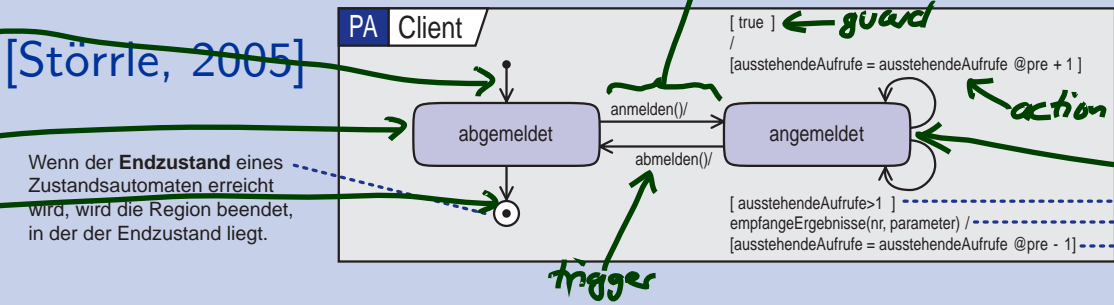 [Störrle, 2005]
PA Client
[ true ] guard
/
[ausstehendeAufrufe = ausstehendeAufrufe @pre + 1 ]
action
abgemeldet
anmelden()/
angemeldet
abmelden()/
Wenn der Endzustand eines
Zustandsautomaten erreicht
wird, wird die Region beendet,
in der der Endzustand liegt.
[ ausstehendeAufrufe>1 ]
empfangeErgebnisse(nr, parameter) /
[ausstehendeAufrufe = ausstehendeAufrufe @pre - 1]
trigger